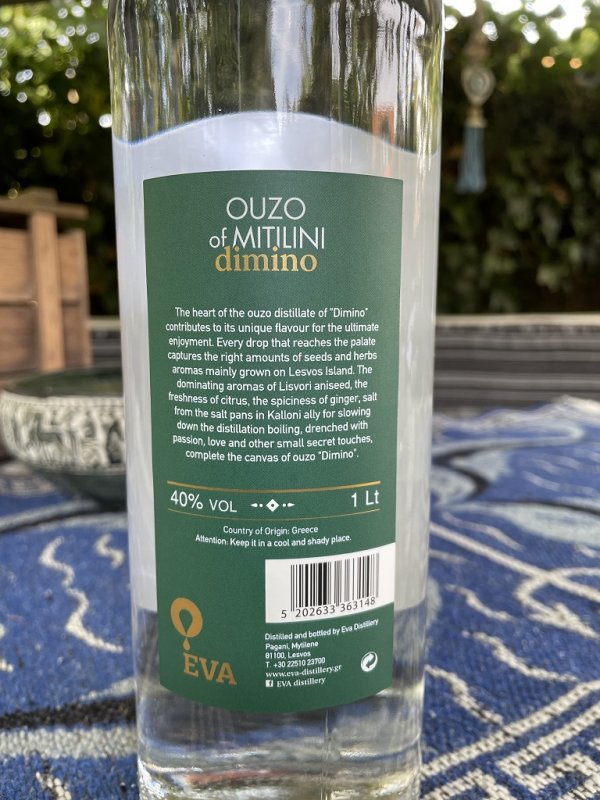 OUZO
of MITILINI
dimino
The heart of the ouzo distillate of "Dimino"
contributes to its unique flavour for the ultimate
enjoyment. Every drop that reaches the palate
captures the right amounts of seeds and herbs
aromas mainly grown on Lesvos Island. The
dominating aromas of Lisvori aniseed, the
freshness of citrus, the spiciness of ginger, salt
from the salt pans in Kalloni ally for slowing
down the distillation boiling, drenched with
passion, love and other small secret touches,
complete the canvas of ouzo "Dimino".
40% VOL 1 Lt
Country of Origin: Greece
Attention: Keep it in a cool and shady place.
5 202633 363148
EVA
Distilled and bottled by Eva Distillery
Pagani, Mytilene
81100, Lesvos
T. +30 22510 23700
www.eva-distillery.gr
EVA distillery